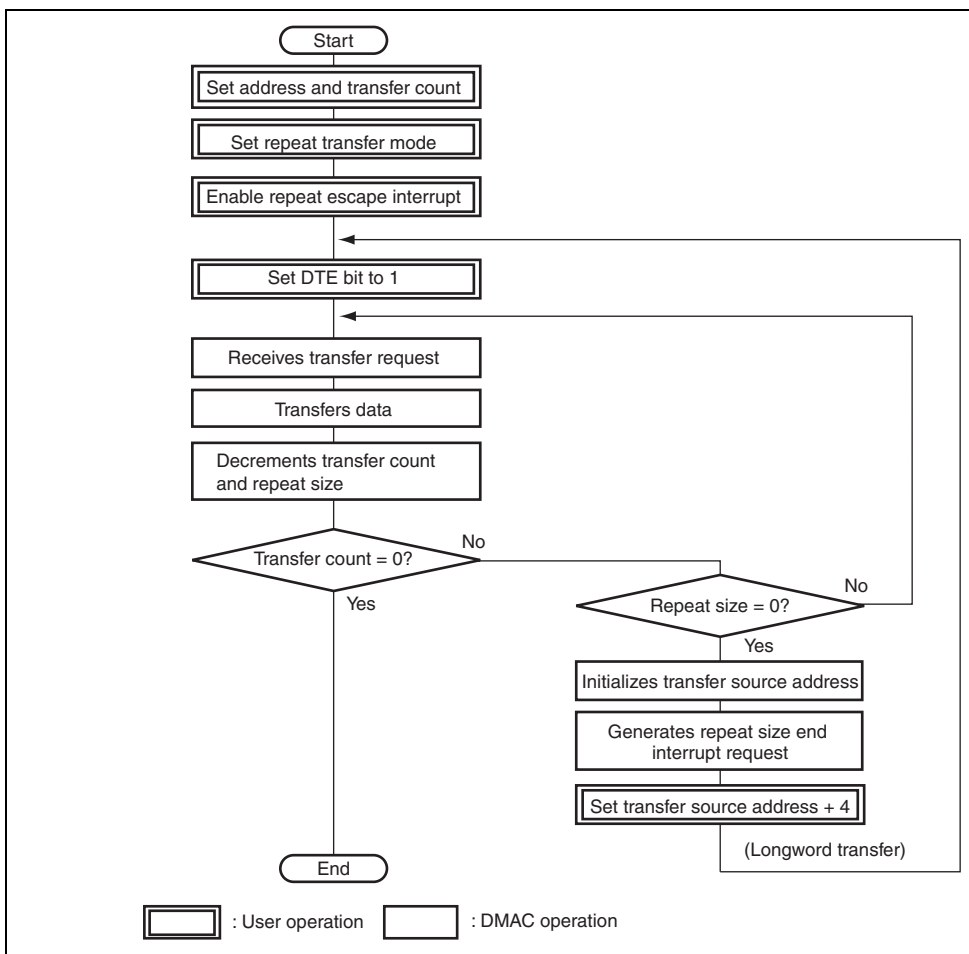 Start
Set address and transfer count
Set repeat transfer mode
Enable repeat escape interrupt
Set DTE bit to 1
Receives transfer request
Transfers data
Decrements transfer count
and repeat size
Transfer count = 0?
No
Yes
Repeat size = 0?
No
Yes
Initializes transfer source address
Generates repeat size end
interrupt request
Set transfer source address + 4
(Longword transfer)
End
: User operation
: DMAC operation